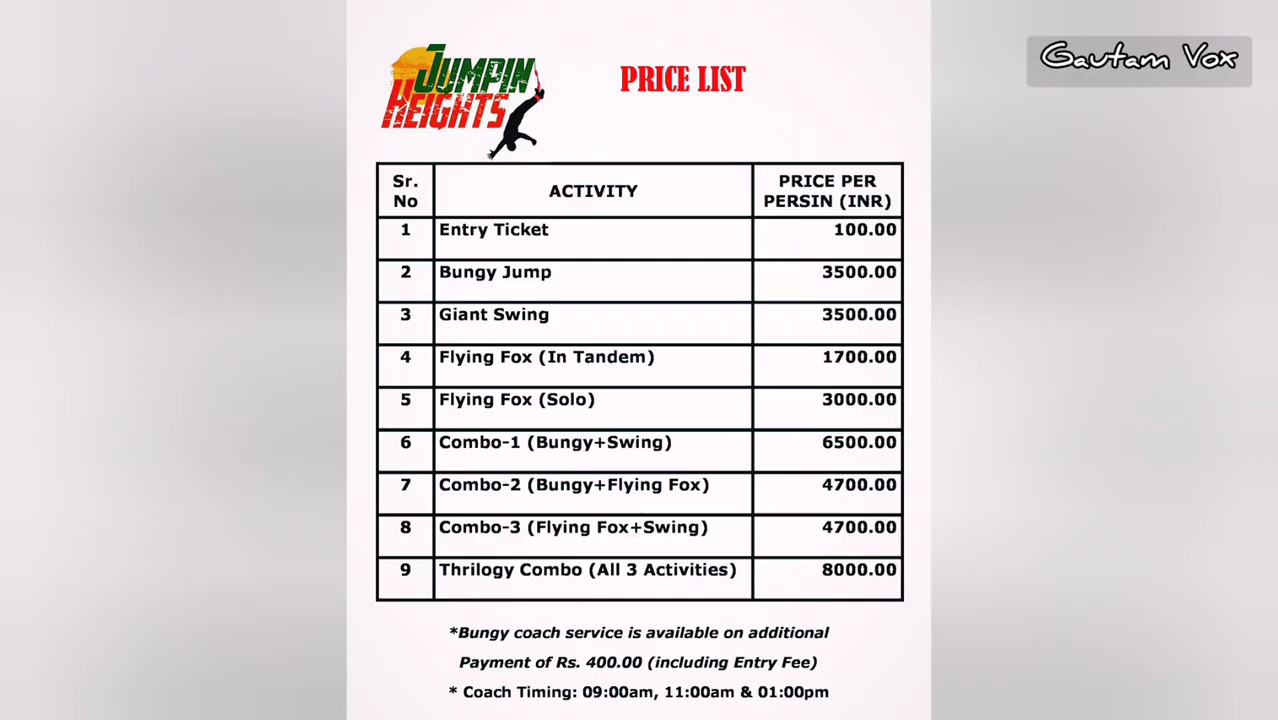 Gautam Vox
JUMPIN
HEIGHTS
PRICE LIST
Sr. No ACTIVITY PRICE PER PERSIN (INR)
1 Entry Ticket 100.00
2 Bungy Jump 3500.00
3 Giant Swing 3500.00
4 Flying Fox (In Tandem) 1700.00
5 Flying Fox (Solo) 3000.00
6 Combo-1 (Bungy+Swing) 6500.00
7 Combo-2 (Bungy+Flying Fox) 4700.00
8 Combo-3 (Flying Fox+Swing) 4700.00
9 Thrilogy Combo (All 3 Activities) 8000.00
*Bungy coach service is available on additional
Payment of Rs. 400.00 (including Entry Fee)
* Coach Timing: 09:00am, 11:00am & 01:00pm